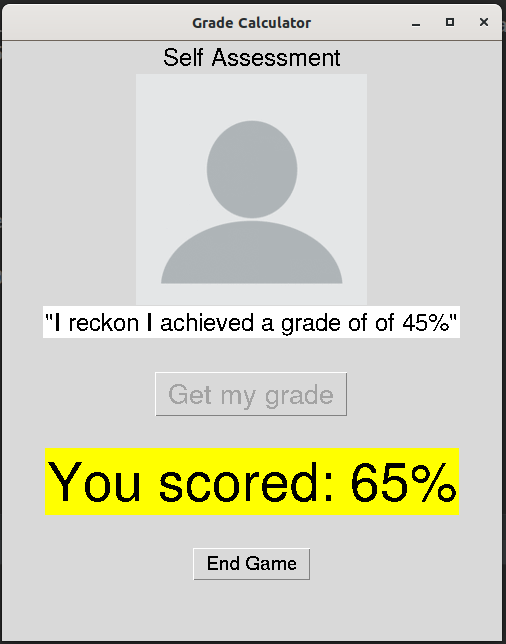 Grade Calculator
Self Assessment
"I reckon I achieved a grade of of 45%"
Get my grade
You scored: 65%
End Game